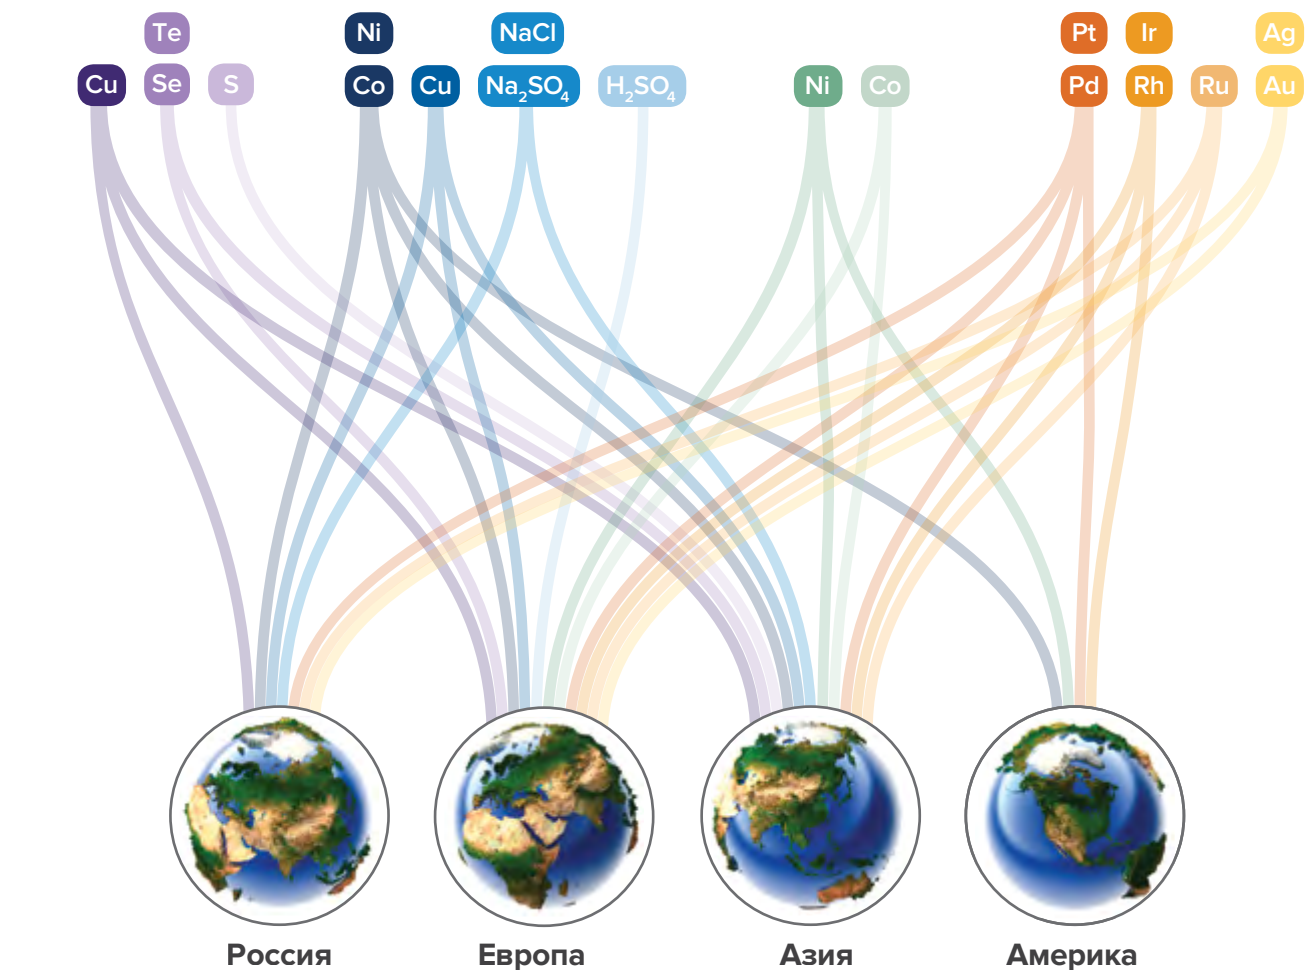 Te Ni NaCl Pt Ir Ag
Cu Se S Co Cu Na₂SO₄ H₂SO₄ Ni Co Pd Rh Ru Au
Россия Европа Азия Америка